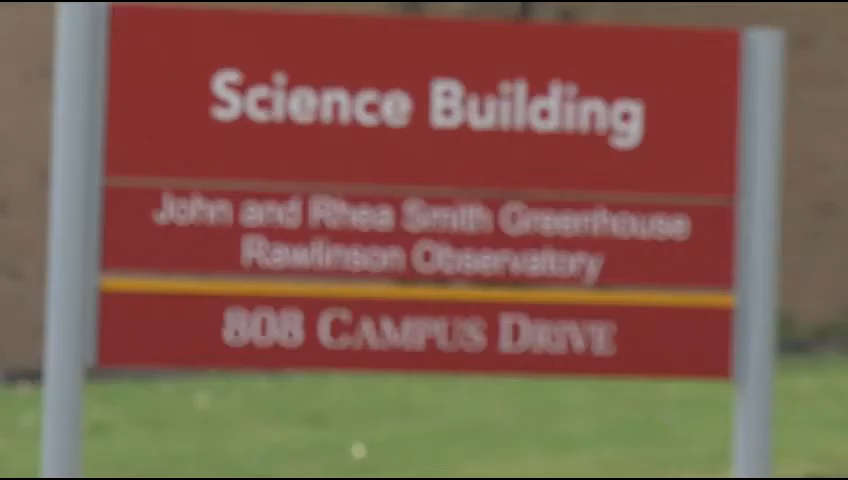 Science Building
John and Rhea Smith Greenhouse
Rawlinson Observatory
808 CAMPUS DRIVE